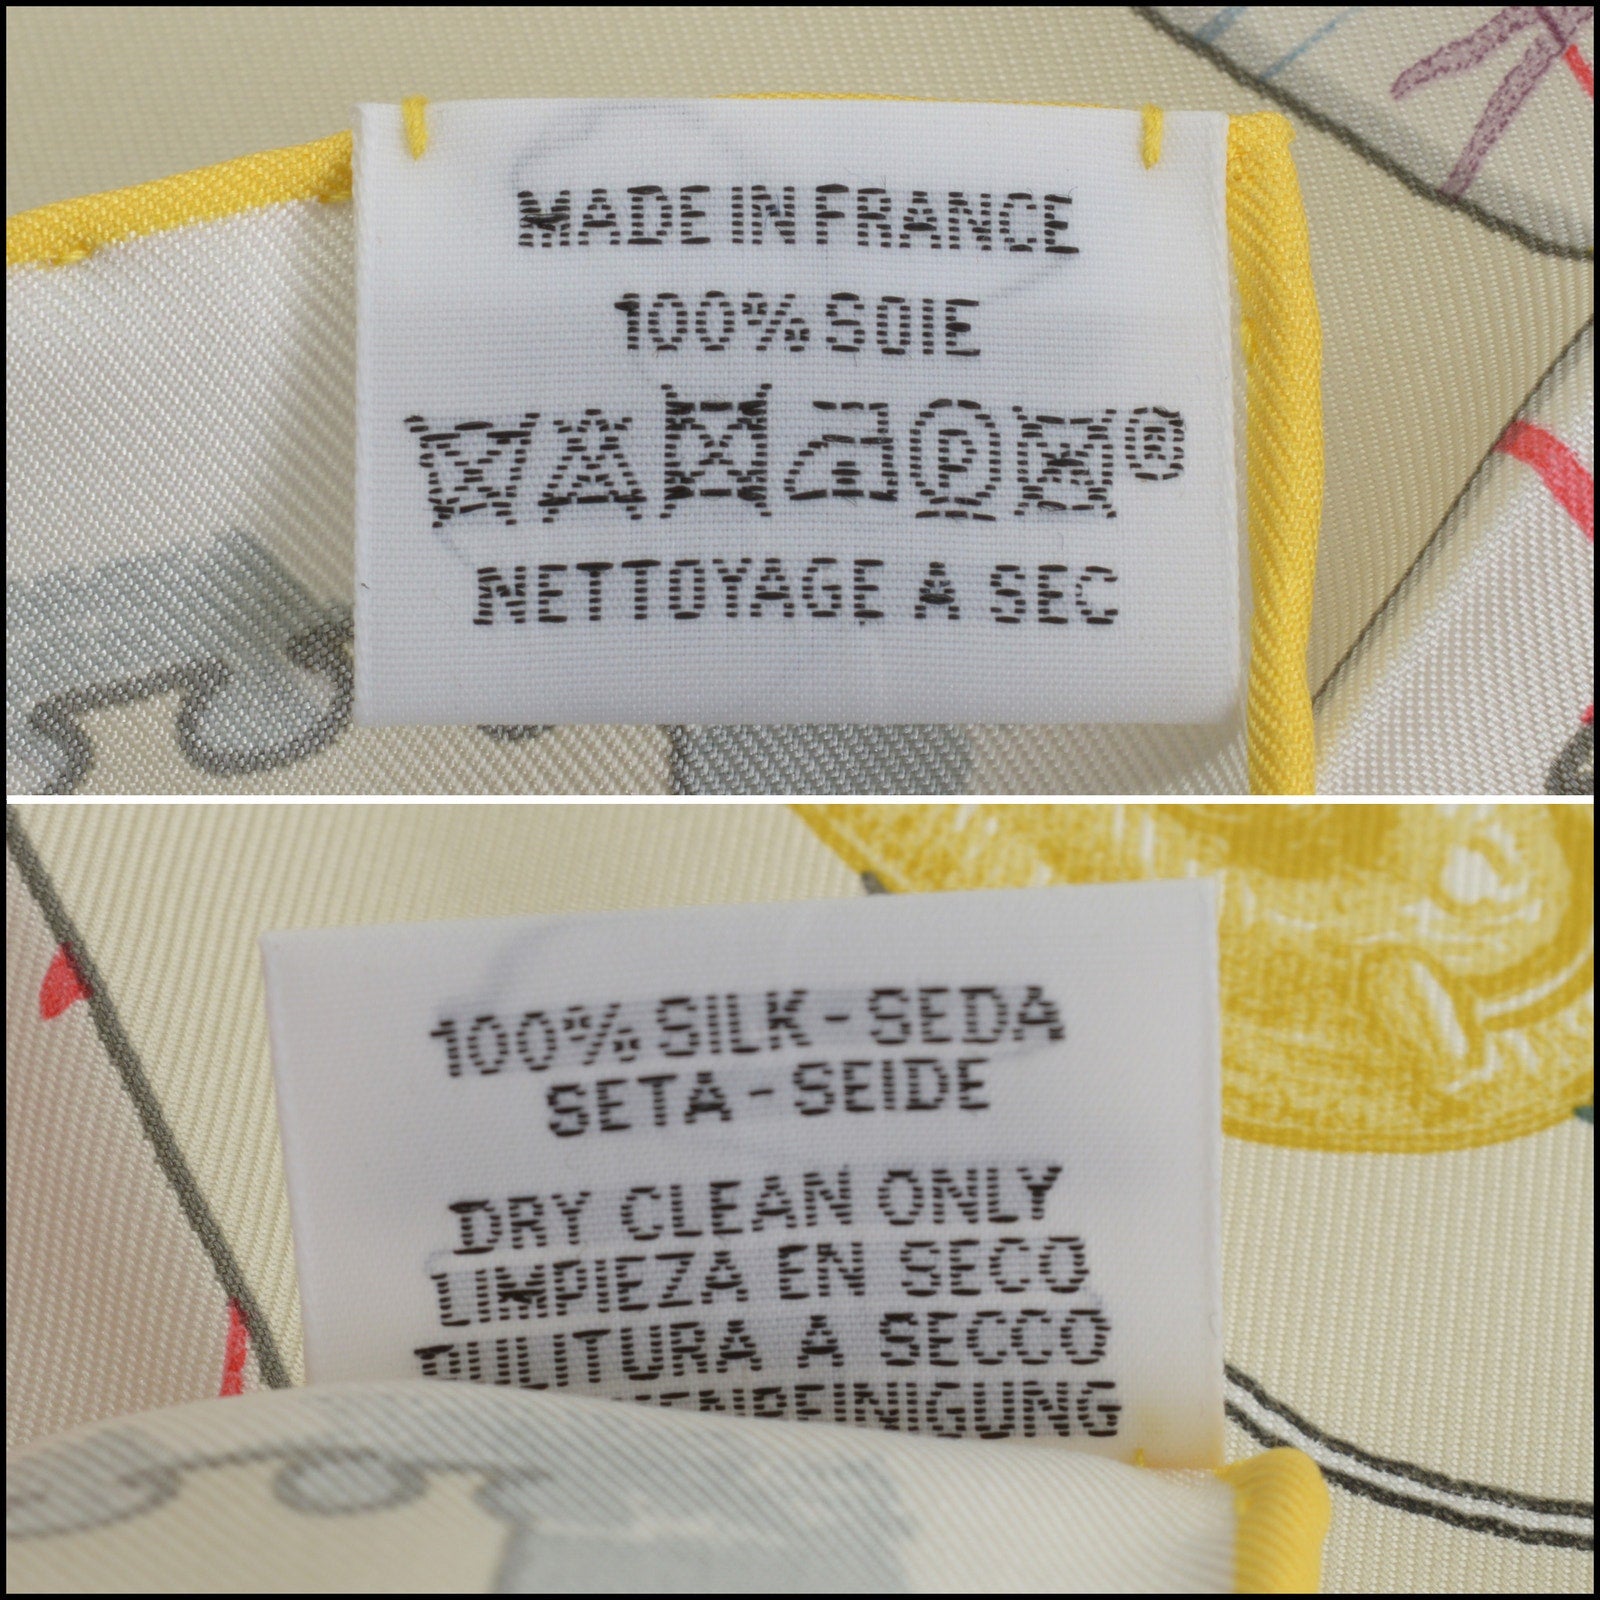 MADE IN FRANCE
100% SOIE
P ®
NETTOYAGE A SEC
100% SILK - SEDA
SETA - SEIDE
DRY CLEAN ONLY
LIMPIEZA EN SECO
PULITURA A SECCO